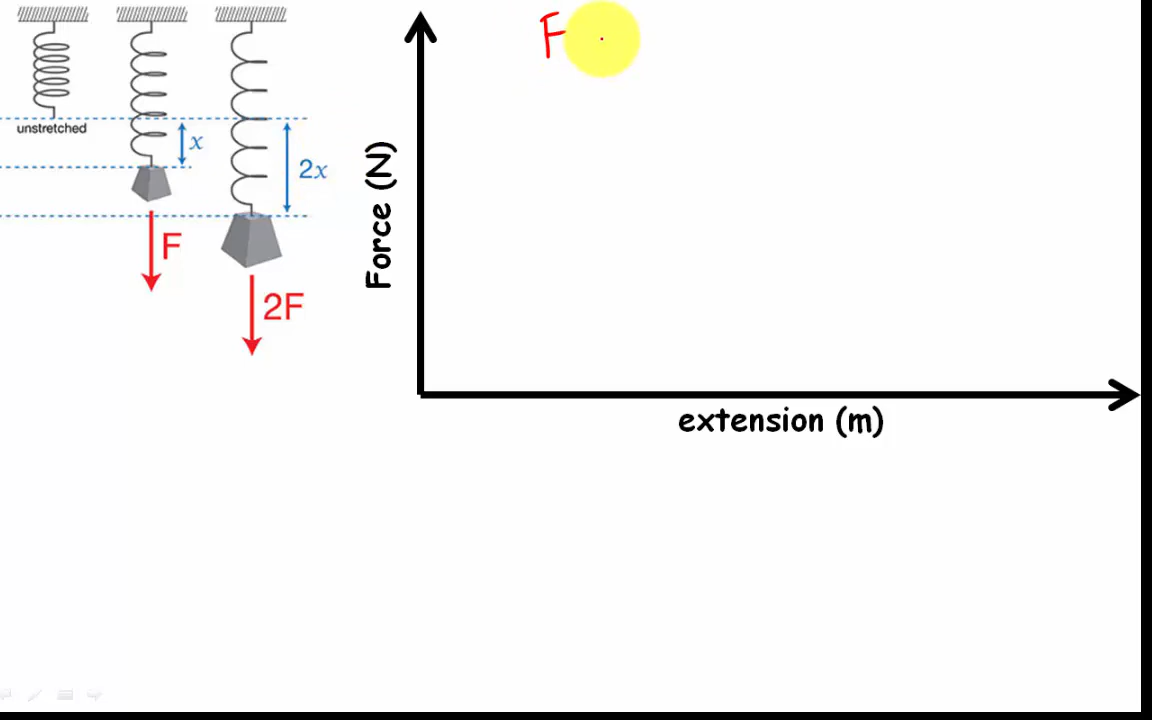 F
unstretched
x
2x
Force (N)
F
2F
extension (m)